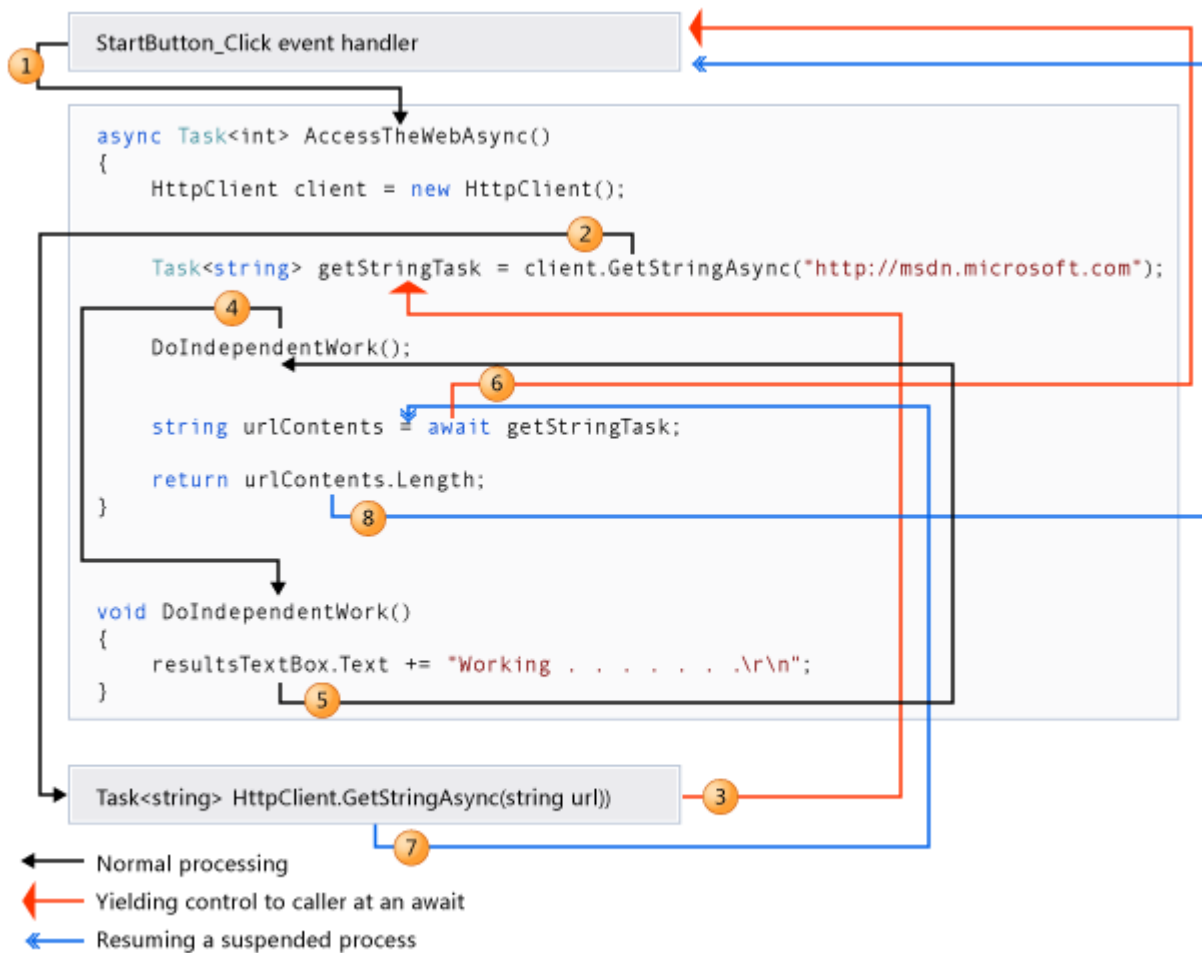 StartButton_Click event handler
1
async Task<int> AccessTheWebAsync()
{
HttpClient client = new HttpClient();
2
Task<string> getStringTask = client.GetStringAsync("http://msdn.microsoft.com");
4
DoIndependentWork();
6
string urlContents = await getStringTask;
return urlContents.Length;
}
8
void DoIndependentWork()
{
resultsTextBox.Text += "Working . . . . . . .\r\n";
}
5
Task<string> HttpClient.GetStringAsync(string url))
3
7
Normal processing
Yielding control to caller at an await
Resuming a suspended process